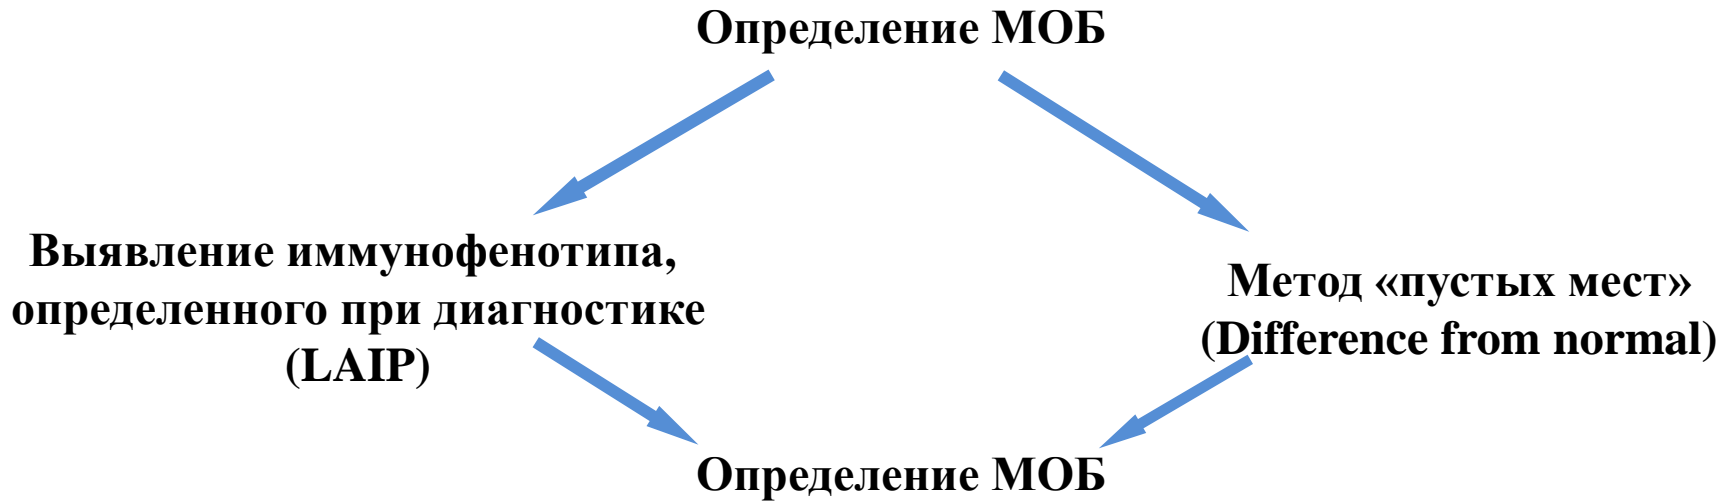 Определение МОБ
Выявление иммунофенотипа,
определенного при диагностике
(LAIP)
Метод «пустых мест»
(Difference from normal)
Определение МОБ